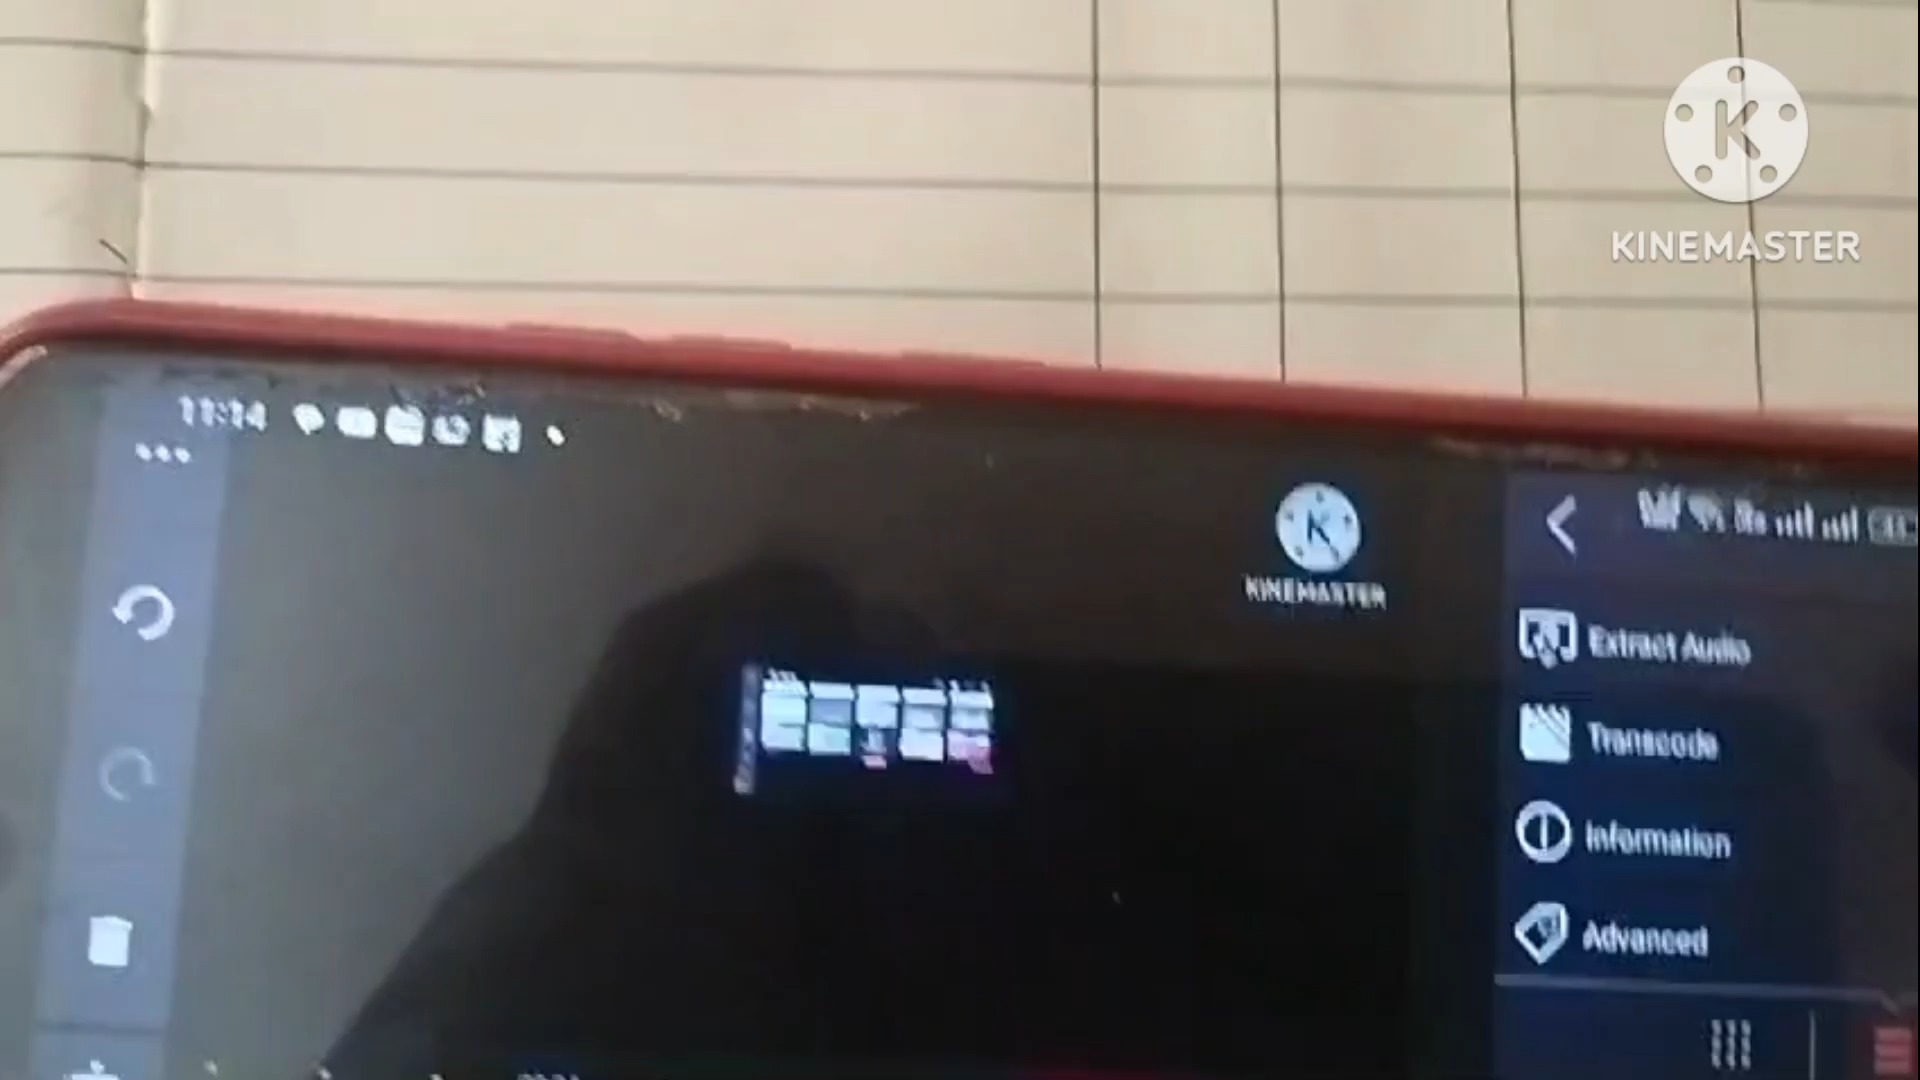 KINEMASTER
11:14
KINEMASTER
Extract Audio
Transcode
Information
Advanced